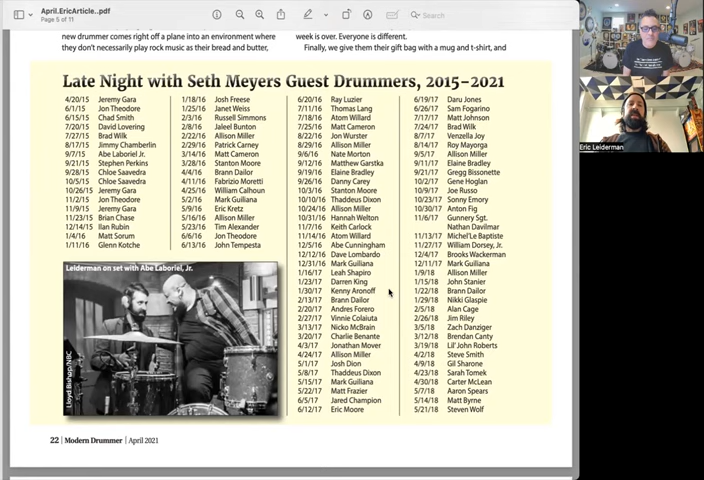 April.EricArticle..pdf
Page 5 of 11
Search
new drummer comes right off a plane into an environment where
they don't necessarily play rock music as their bread and butter,
week is over. Everyone is different.
Finally, we give them their gift bag with a mug and t-shirt, and
Late Night with Seth Meyers Guest Drummers, 2015–2021
4/20/15 Jeremy Gara
6/1/15 Jon Theodore
6/15/15 Chad Smith
7/20/15 David Lovering
7/27/15 Brad Wilk
8/17/15 Jimmy Chamberlin
9/7/15 Abe Laboriel Jr.
9/21/15 Stephen Perkins
9/28/15 Chloe Saavedra
10/5/15 Chloe Saavedra
10/26/15 Jeremy Gara
11/2/15 Jon Theodore
11/9/15 Jeremy Gara
11/23/15 Brian Chase
12/14/15 Ilan Rubin
1/4/16 Matt Sorum
1/11/16 Glenn Kotche
1/18/16 Josh Freese
1/25/16 Janet Weiss
2/3/16 Russell Simmons
2/8/16 Jaleel Bunton
2/22/16 Allison Miller
2/29/16 Patrick Carney
3/14/16 Matt Cameron
3/28/16 Stanton Moore
4/4/16 Brann Dailor
4/11/16 Fabrizio Moretti
4/25/16 William Calhoun
5/2/16 Mark Guiliana
5/9/16 Eric Kretz
5/16/16 Allison Miller
5/23/16 Tim Alexander
6/6/16 Jon Theodore
6/13/16 John Tempesta
6/20/16 Ray Luzier
7/11/16 Thomas Lang
7/18/16 Atom Willard
7/25/16 Matt Cameron
8/22/16 Jon Wurster
8/29/16 Allison Miller
9/6/16 Nate Morton
9/12/16 Matthew Garstka
9/19/16 Elaine Bradley
9/26/16 Danny Carey
10/3/16 Stanton Moore
10/10/16 Thaddeus Dixon
10/24/16 Allison Miller
10/31/16 Hannah Welton
11/7/16 Keith Carlock
11/14/16 Atom Willard
12/5/16 Abe Cunningham
12/12/16 Dave Lombardo
12/31/16 Mark Guiliana
1/16/17 Leah Shapiro
1/23/17 Darren King
1/30/17 Kenny Aronoff
2/13/17 Brann Dailor
2/20/17 Andres Forero
2/27/17 Vinnie Colaiuta
3/13/17 Nicko McBrain
3/20/17 Charlie Benante
4/3/17 Jonathan Mover
4/24/17 Allison Miller
5/1/17 Josh Dion
5/8/17 Thaddeus Dixon
5/15/17 Mark Guiliana
5/22/17 Matt Frazier
6/5/17 Jared Champion
6/12/17 Eric Moore
6/19/17 Daru Jones
6/26/17 Sam Fogarino
7/17/17 Matt Johnson
7/24/17 Brad Wilk
8/7/17 Venzella Joy
8/14/17 Roy Mayorga
9/5/17 Allison Miller
9/11/17 Elaine Bradley
9/21/17 Gregg Bissonette
10/2/17 Gene Hoglan
10/9/17 Joe Russo
10/23/17 Sonny Emory
10/30/17 Anton Fig
11/6/17 Gunnery Sgt.
Nathan Davilmar
11/13/17 Michel'Le Baptiste
11/27/17 William Dorsey, Jr.
12/4/17 Brooks Wackerman
12/11/17 Mark Guiliana
1/9/18 Allison Miller
1/15/18 John Stanier
1/22/18 Brann Dailor
1/29/18 Nikki Glaspie
2/5/18 Alan Cage
2/26/18 Jim Riley
3/5/18 Zach Danziger
3/12/18 Brendan Canty
3/19/18 Lil' John Roberts
4/2/18 Steve Smith
4/9/18 Gil Sharone
4/23/18 Sarah Tomek
4/30/18 Carter McLean
5/7/18 Aaron Spears
5/14/18 Matt Byrne
5/21/18 Steven Wolf
Leiderman on set with Abe Laboriel, Jr.
Lloyd Bishop/NBC
22 | Modern Drummer | April 2021
Eric Leiderman